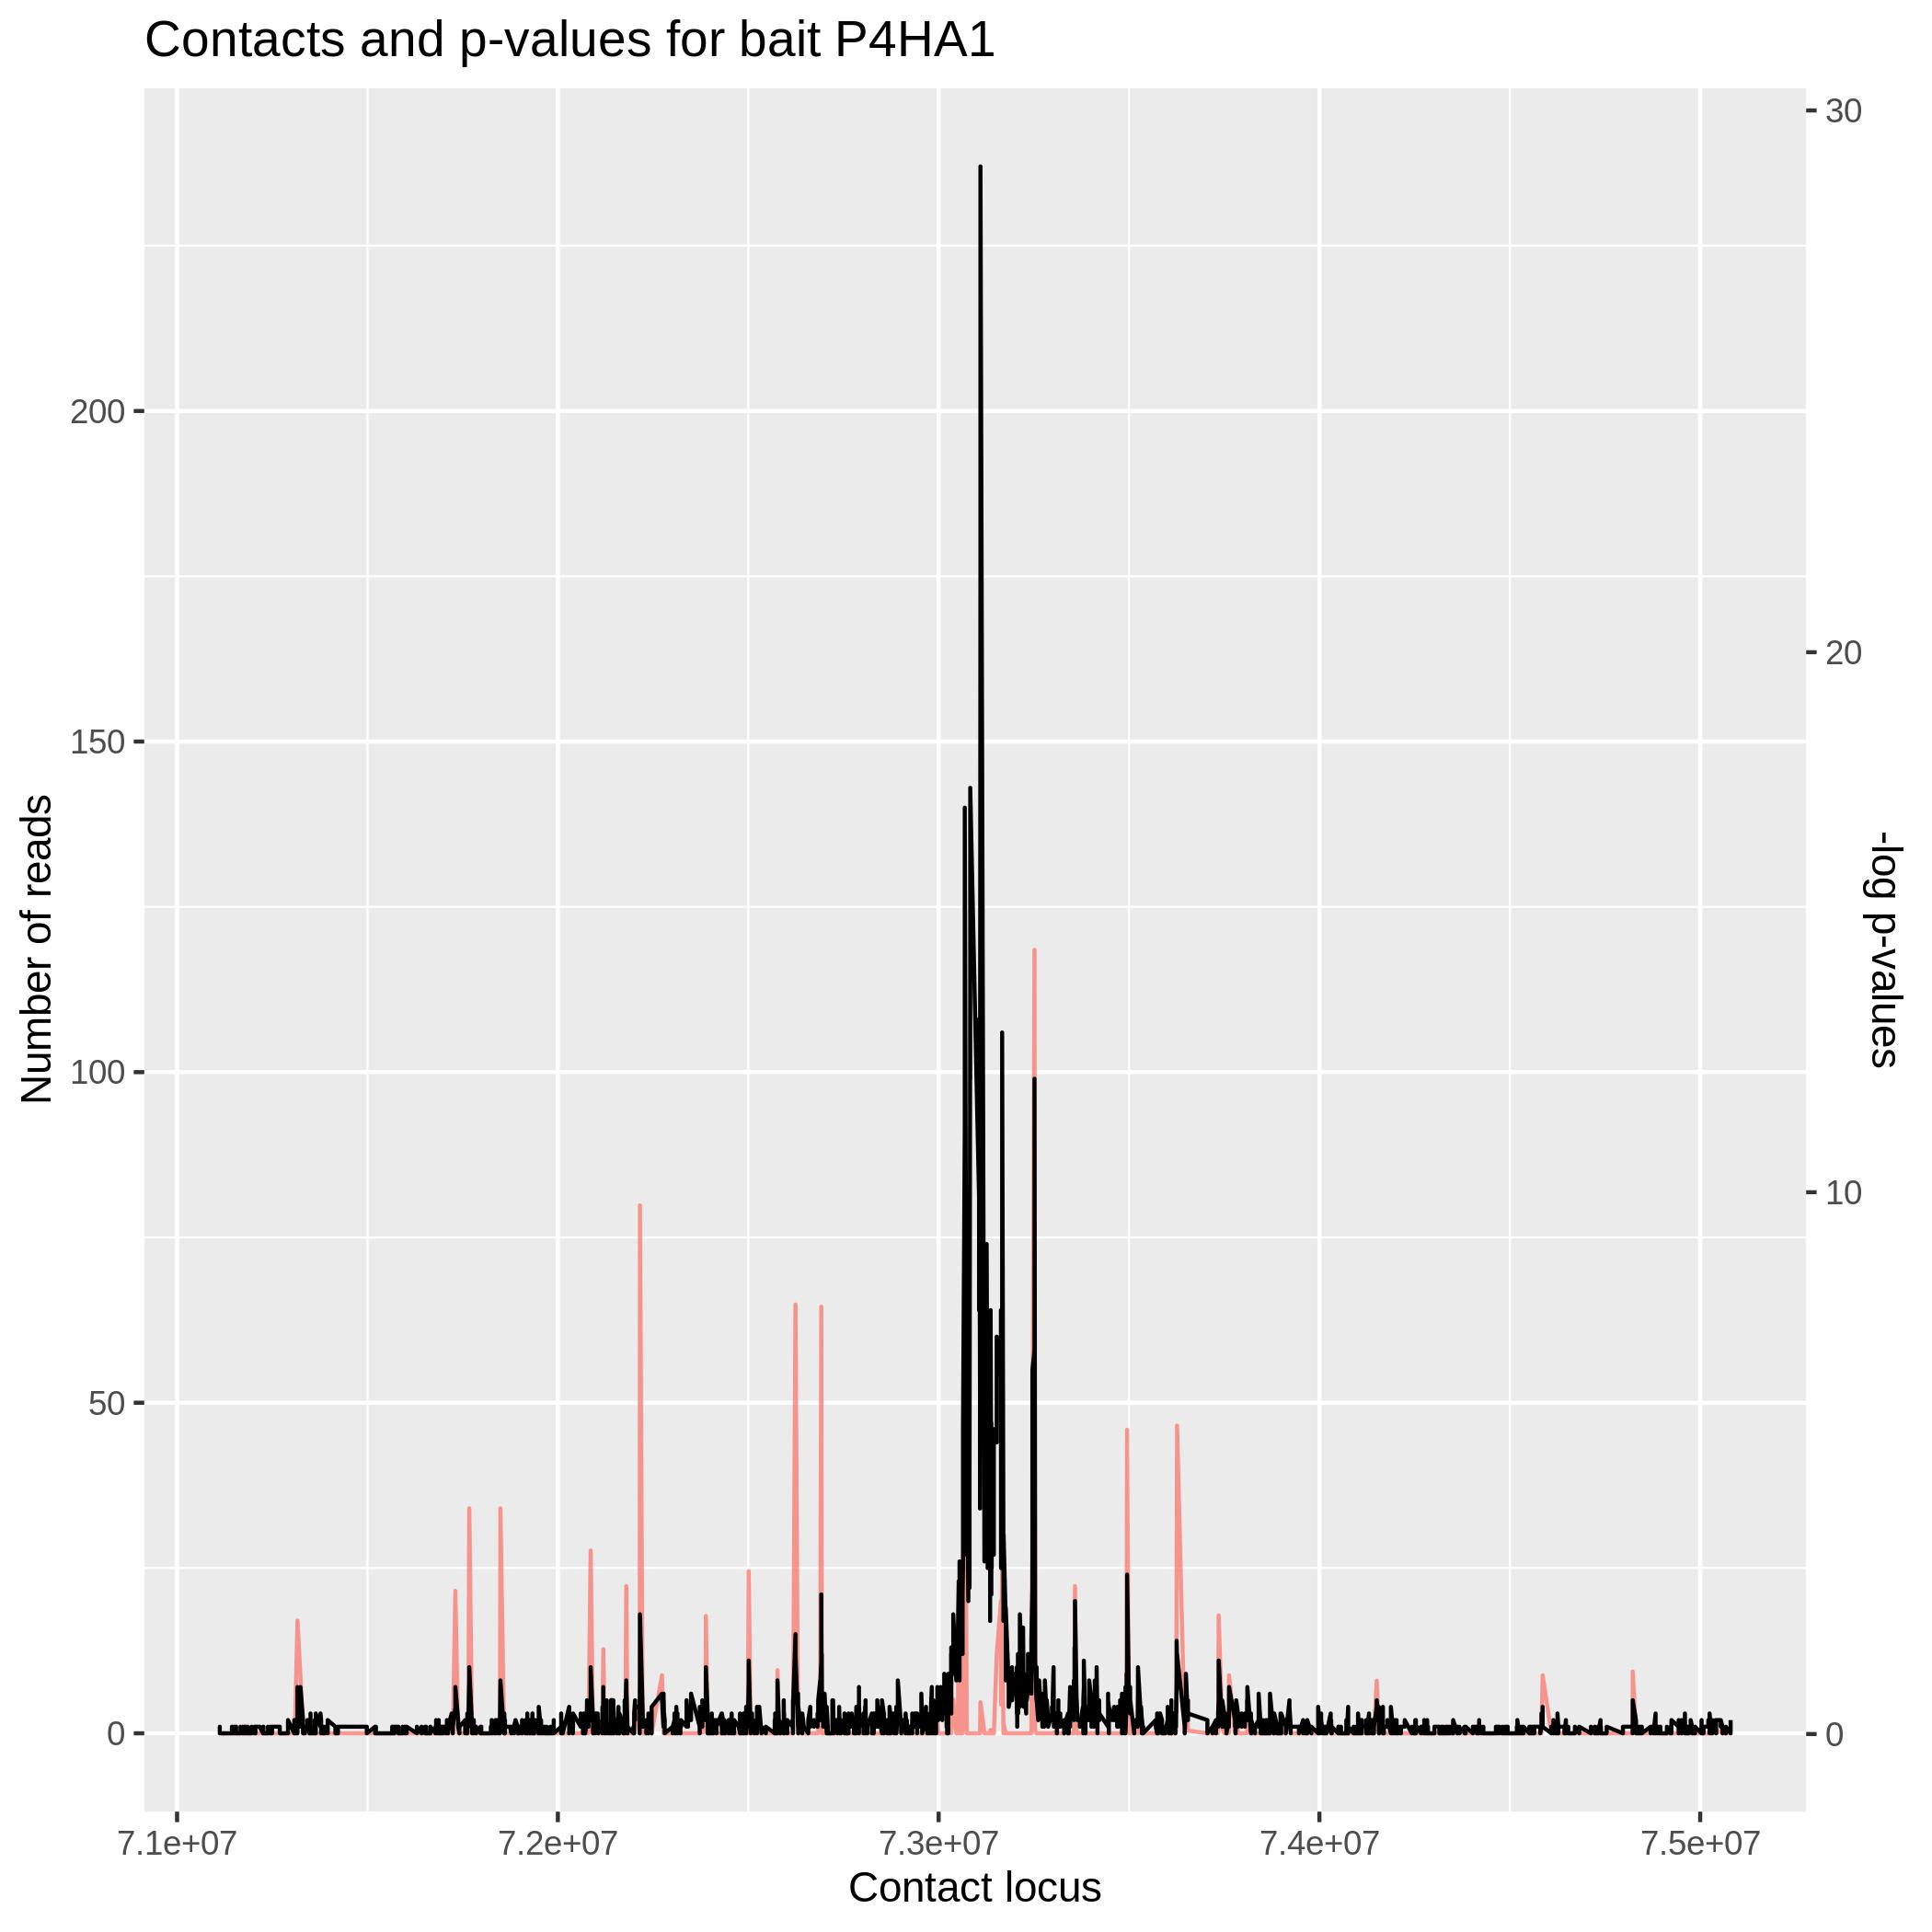 Contacts and p-values for bait P4HA1
Number of reads
200
150
100
50
0
30
20
10
0
-log p-values
7.1e+07
7.2e+07
7.3e+07
7.4e+07
7.5e+07
Contact locus